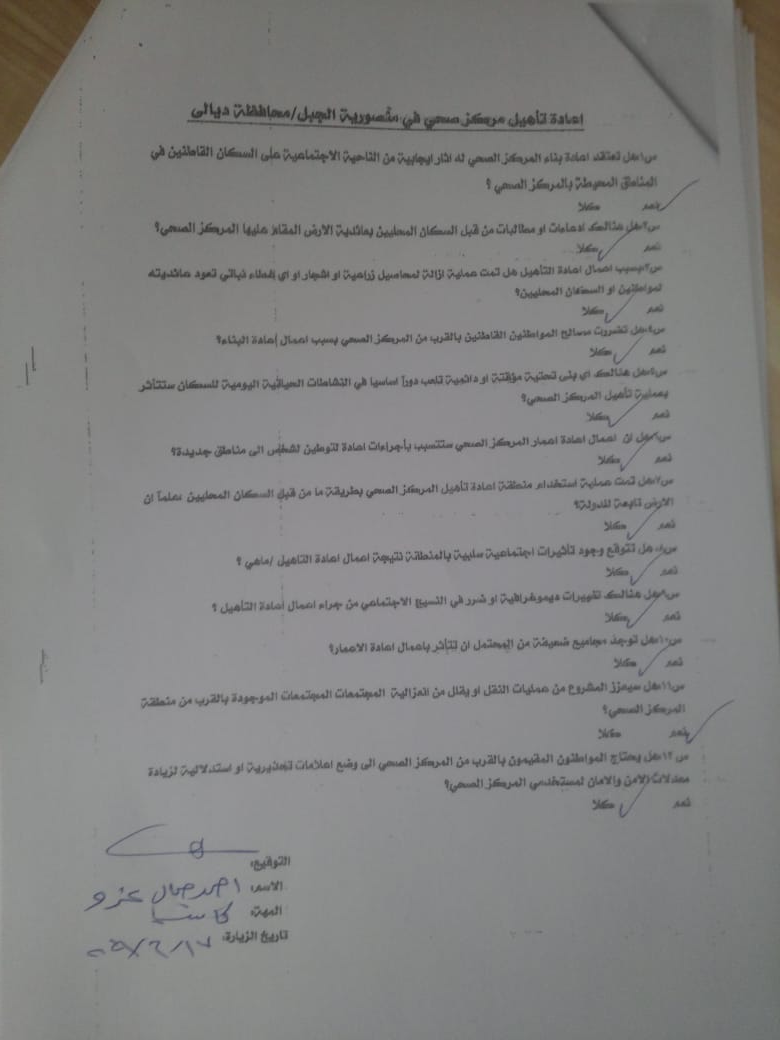 اعادة تأهيل مركز صحي في منصورية الجبل/محافظة ديالى
س١/هل تعتقد اعادة بناء المركز الصحي له اثار ايجابية من الناحية الاجتماعية على السكان القاطنين في
المناطق المحيطة بالمركز الصحي ؟
نعم كلا
س٢/هل هنالك ادعاءات او مطالبات من قبل السكان المحليين بعائدية الارض المقام عليها المركز الصحي؟
نعم كلا
س٣/بسبب اعمال اعادة التأهيل هل تمت عملية ازالة لمحاصيل زراعية او اشجار او اي غطاء نباتي تعود عائديته
لمواطنين او السكان المحليين؟
نعم كلا
س٤/هل تضررت مصالح المواطنين القاطنين بالقرب من المركز الصحي بسبب اعمال إعادة البناء؟
نعم كلا
س٥/هل هنالك اي بنى تحتية مؤقتة او دائمية تلعب دوراً اساسيا في النشاطات الحياتية اليومية للسكان ستتأثر
بعملية تأهيل المركز الصحي؟
نعم كلا
س٦/هل ان اعمال اعادة اعمار المركز الصحي ستتسبب بأجراءات اعادة لتوطين لشخص الى مناطق جديدة؟
نعم كلا
س٧/هل تمت عملية استخدام منطقة اعادة تأهيل المركز الصحي بطريقة ما من قبل السكان المحليين علماً ان
الارض تابعة للدولة؟
نعم كلا
س٨/هل تتوقع وجود تأثيرات اجتماعية سلبية بالمنطقة نتيجة اعمال اعادة التاهيل /ماهي ؟
نعم كلا
س٩/هل هنالك تغييرات ديموغرافية او ضرر في النسيج الاجتماعي من جراء اعمال أعادة التأهيل ؟
نعم كلا
س١٠/هل توجد مجاميع ضعيفة من المحتمل ان تتأثر باعمال اعادة الاعمار؟
نعم كلا
س١١/هل سيعزز المشروع من عمليات النقل او يقلل من انعزالية المجتمعات المجتمعات الموجودة بالقرب من منطقة
المركز الصحي؟
نعم كلا
س١٢/هل يحتاج المواطنون المقيمون بالقرب من المركز الصحي الى وضع اعلامات تحذيرية او استدلالية لزيادة
معدلات الامن والامان لمستخدمي المركز الصحي؟
نعم كلا
التوقيع:
الاسم: احمد
المهنة:
تاريخ الزيارة: